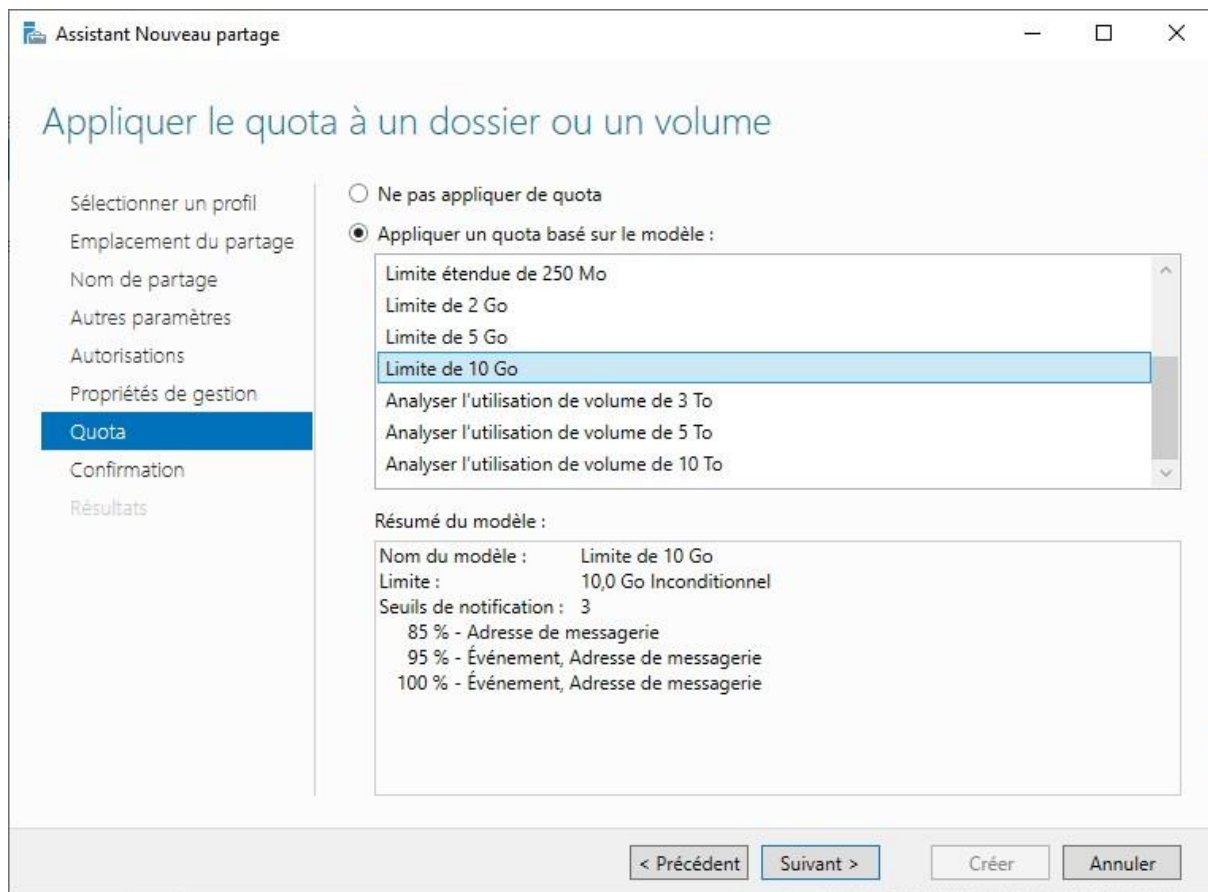 Assistant Nouveau partage
Appliquer le quota à un dossier ou un volume
Sélectionner un profil
Emplacement du partage
Nom de partage
Autres paramètres
Autorisations
Propriétés de gestion
Quota
Confirmation
Résultats
Ne pas appliquer de quota
Appliquer un quota basé sur le modèle :
Limite étendue de 250 Mo
Limite de 2 Go
Limite de 5 Go
Limite de 10 Go
Analyser l'utilisation de volume de 3 To
Analyser l'utilisation de volume de 5 To
Analyser l'utilisation de volume de 10 To
Résumé du modèle :
Nom du modèle : Limite de 10 Go
Limite : 10,0 Go Inconditionnel
Seuils de notification : 3
85 % - Adresse de messagerie
95 % - Événement, Adresse de messagerie
100 % - Événement, Adresse de messagerie
< Précédent Suivant > Créer Annuler